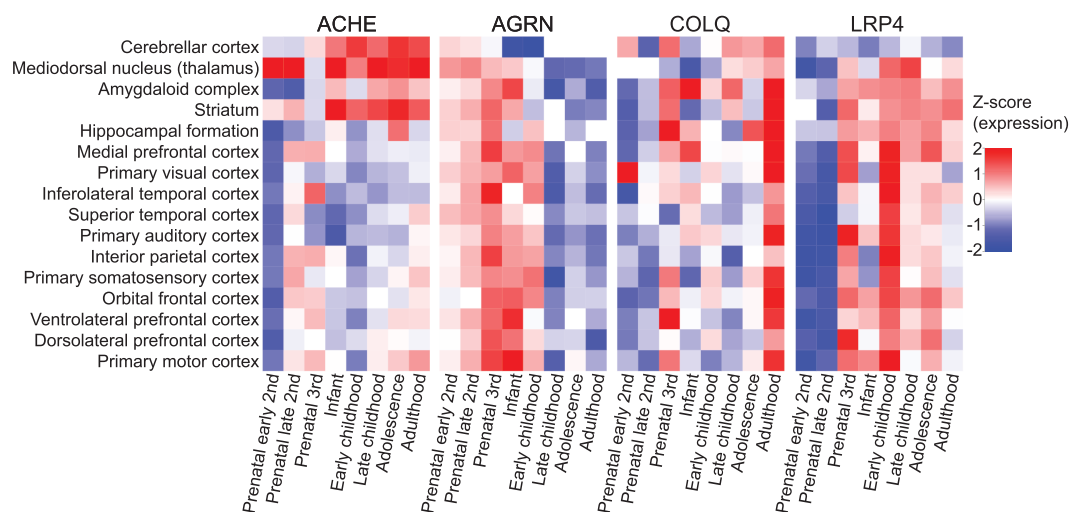 ACHE AGRN COLQ LRP4
Cerebrellar cortex
Mediodorsal nucleus (thalamus)
Amygdaloid complex
Striatum
Hippocampal formation
Medial prefrontal cortex
Primary visual cortex
Inferolateral temporal cortex
Superior temporal cortex
Primary auditory cortex
Interior parietal cortex
Primary somatosensory cortex
Orbital frontal cortex
Ventrolateral prefrontal cortex
Dorsolateral prefrontal cortex
Primary motor cortex
Z-score
(expression)
2
1
0
-1
-2
Prenatal early 2nd
Prenatal late 2nd
Prenatal 3rd
Infant
Early childhood
Late childhood
Adolescence
Adulthood
Prenatal early 2nd
Prenatal late 2nd
Prenatal 3rd
Infant
Early childhood
Late childhood
Adolescence
Adulthood
Prenatal early 2nd
Prenatal late 2nd
Prenatal 3rd
Infant
Early childhood
Late childhood
Adolescence
Adulthood
Prenatal early 2nd
Prenatal late 2nd
Prenatal 3rd
Infant
Early childhood
Late childhood
Adolescence
Adulthood